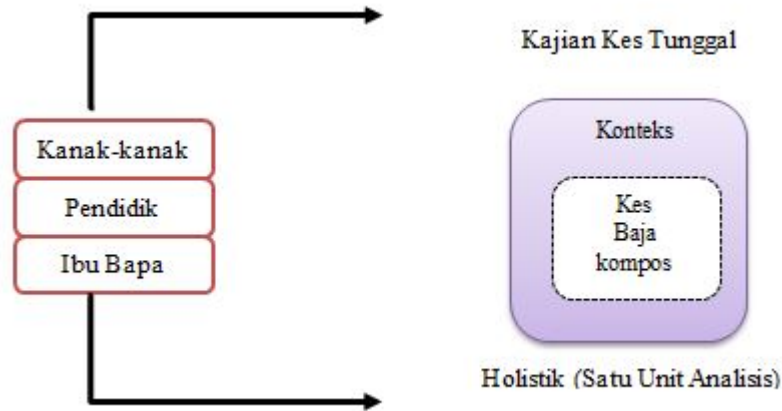 Kajian Kes Tunggal
Kanak-kanak
Pendidik
Ibu Bapa
Konteks
Kes
Baja
kompos
Holistik (Satu Unit Analisis)